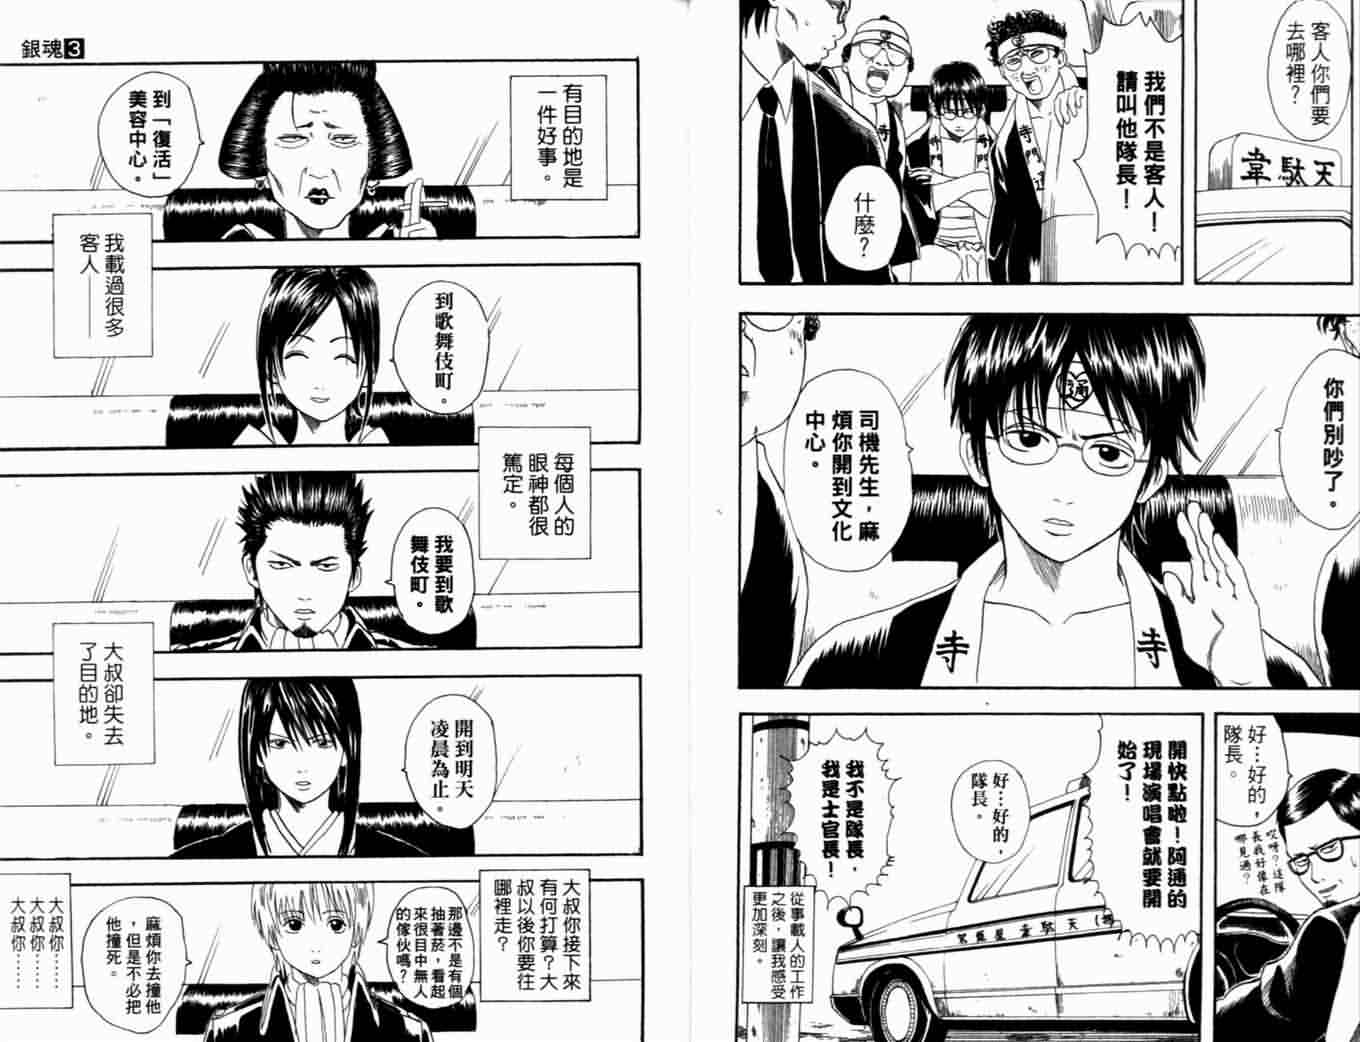 客人你們要
去哪裡？
韋駄天
我們不是客人！
請叫他隊長！
什麼？
寺
寺門
寺門通
你們別吵了。
通
司機先生，麻
煩你開到文化
中心。
寺
寺
好…好的，
隊長。
哎呀？這隊
長我好像在
哪見過？
開快點啦！阿通的
現場演唱會就要開
始了！
好…好的，
隊長。
我不是隊長，
我是士官長！
從事載人的工作
之後，讓我感受
更加深刻。
銀魂3
有目的地是
一件好事。
到「復活」
美容中心。
我載過很多
客人——
到歌舞伎町。
每個人的
眼神都很
篤定。
我要到歌
舞伎町。
大叔卻失去
了目的地。
開到明天
凌晨為止。
大叔你接下來
有何打算？大
叔以後你要往
哪裡走？
那邊不是有個
抽著菸，看起
來很目中無人
的傢伙嗎？
麻煩你去撞他
，但是不必把
他撞死。
大叔你……
大叔你……
大叔你……